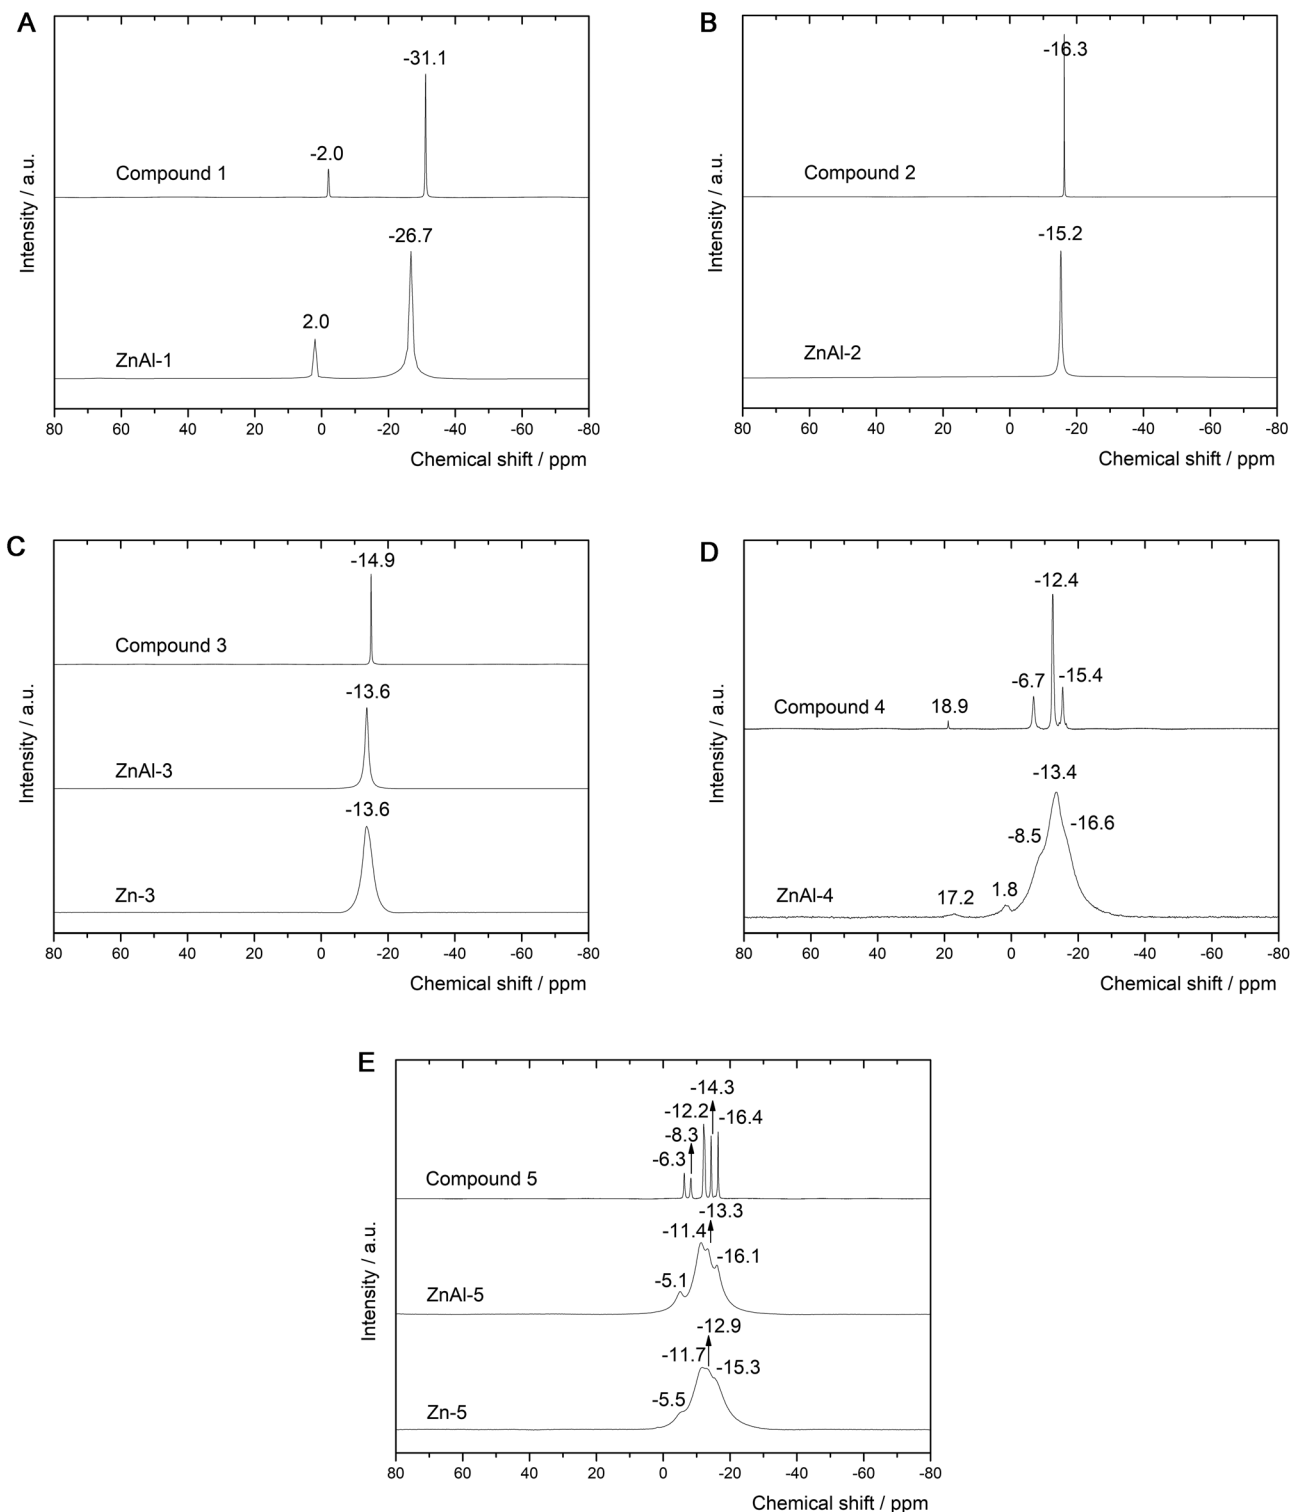 A
-31.1
-2.0
Compound 1
-26.7
2.0
ZnAl-1
Intensity / a.u.
80 60 40 20 0 -20 -40 -60 -80
Chemical shift / ppm
B
-16.3
Compound 2
-15.2
ZnAl-2
Intensity / a.u.
80 60 40 20 0 -20 -40 -60 -80
Chemical shift / ppm
C
-14.9
Compound 3
-13.6
ZnAl-3
-13.6
Zn-3
Intensity / a.u.
80 60 40 20 0 -20 -40 -60 -80
Chemical shift / ppm
D
-12.4
-6.7 -15.4
18.9
Compound 4
-13.4
-8.5 -16.6
17.2 1.8
ZnAl-4
Intensity / a.u.
80 60 40 20 0 -20 -40 -60 -80
Chemical shift / ppm
E
-14.3
-12.2 -16.4
-8.3
-6.3
Compound 5
-13.3
-11.4
-16.1
-5.1
ZnAl-5
-12.9
-11.7 -15.3
-5.5
Zn-5
Intensity / a.u.
80 60 40 20 0 -20 -40 -60 -80
Chemical shift / ppm